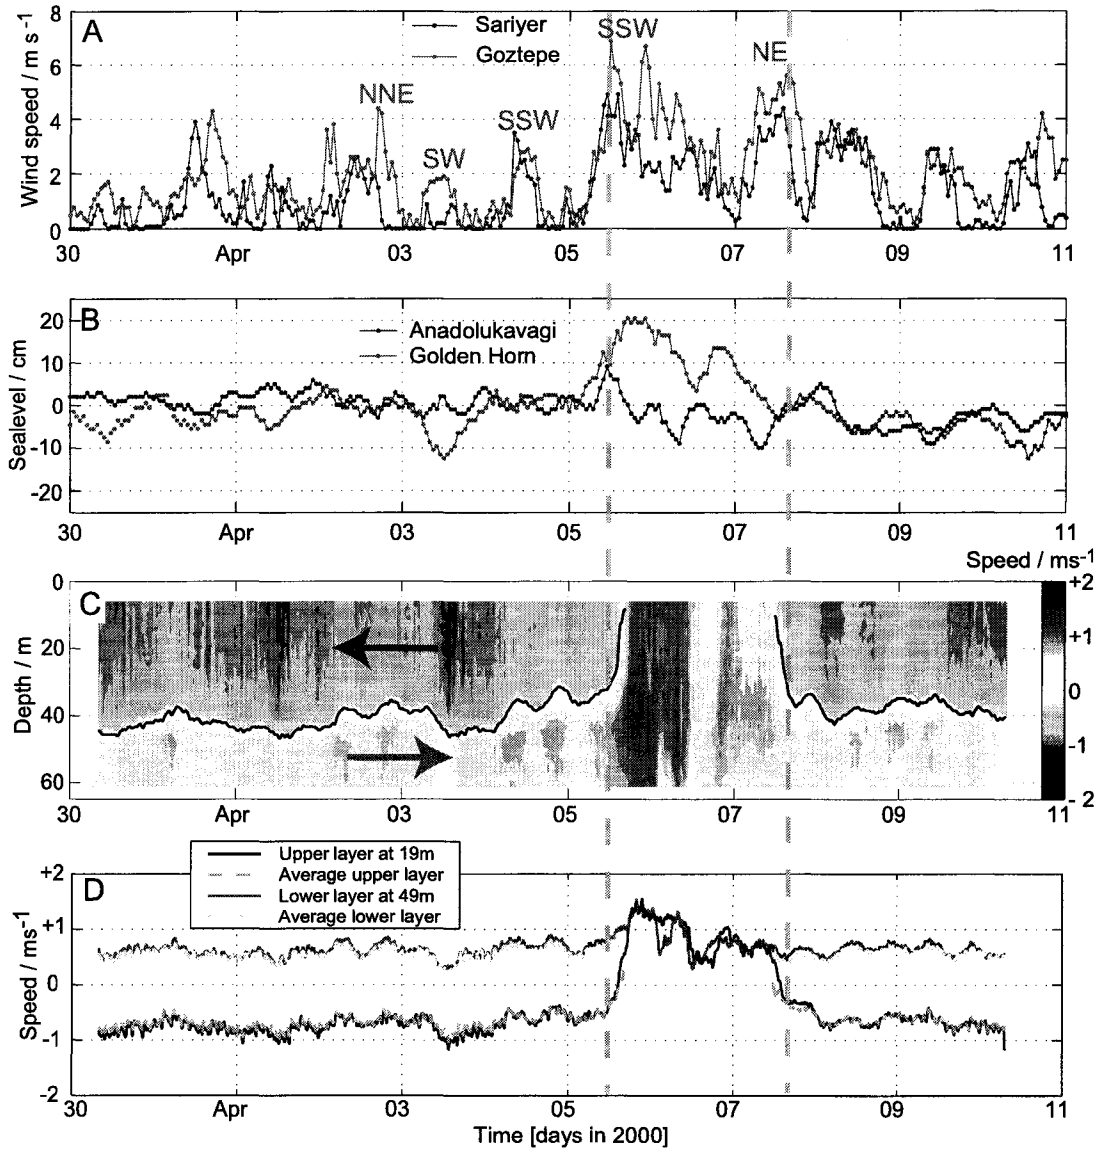 A
Sariyer
Goztepe
SSW
NE
NNE
SW
SSW
Wind speed / m s-1
8
6
4
2
0
30 Apr 03 05 07 09 11
B
Anadolukavagi
Golden Horn
Sealevel / cm
20
10
0
-10
-20
30 Apr 03 05 07 09 11
C
Speed / ms-1
+2
+1
0
-1
- 2
Depth / m
0
20
40
60
30 Apr 03 05 07 09 11
D
Upper layer at 19m
Average upper layer
Lower layer at 49m
Average lower layer
Speed / ms-1
+2
+1
0
-1
-2
30 Apr 03 05 07 09 11
Time [days in 2000]